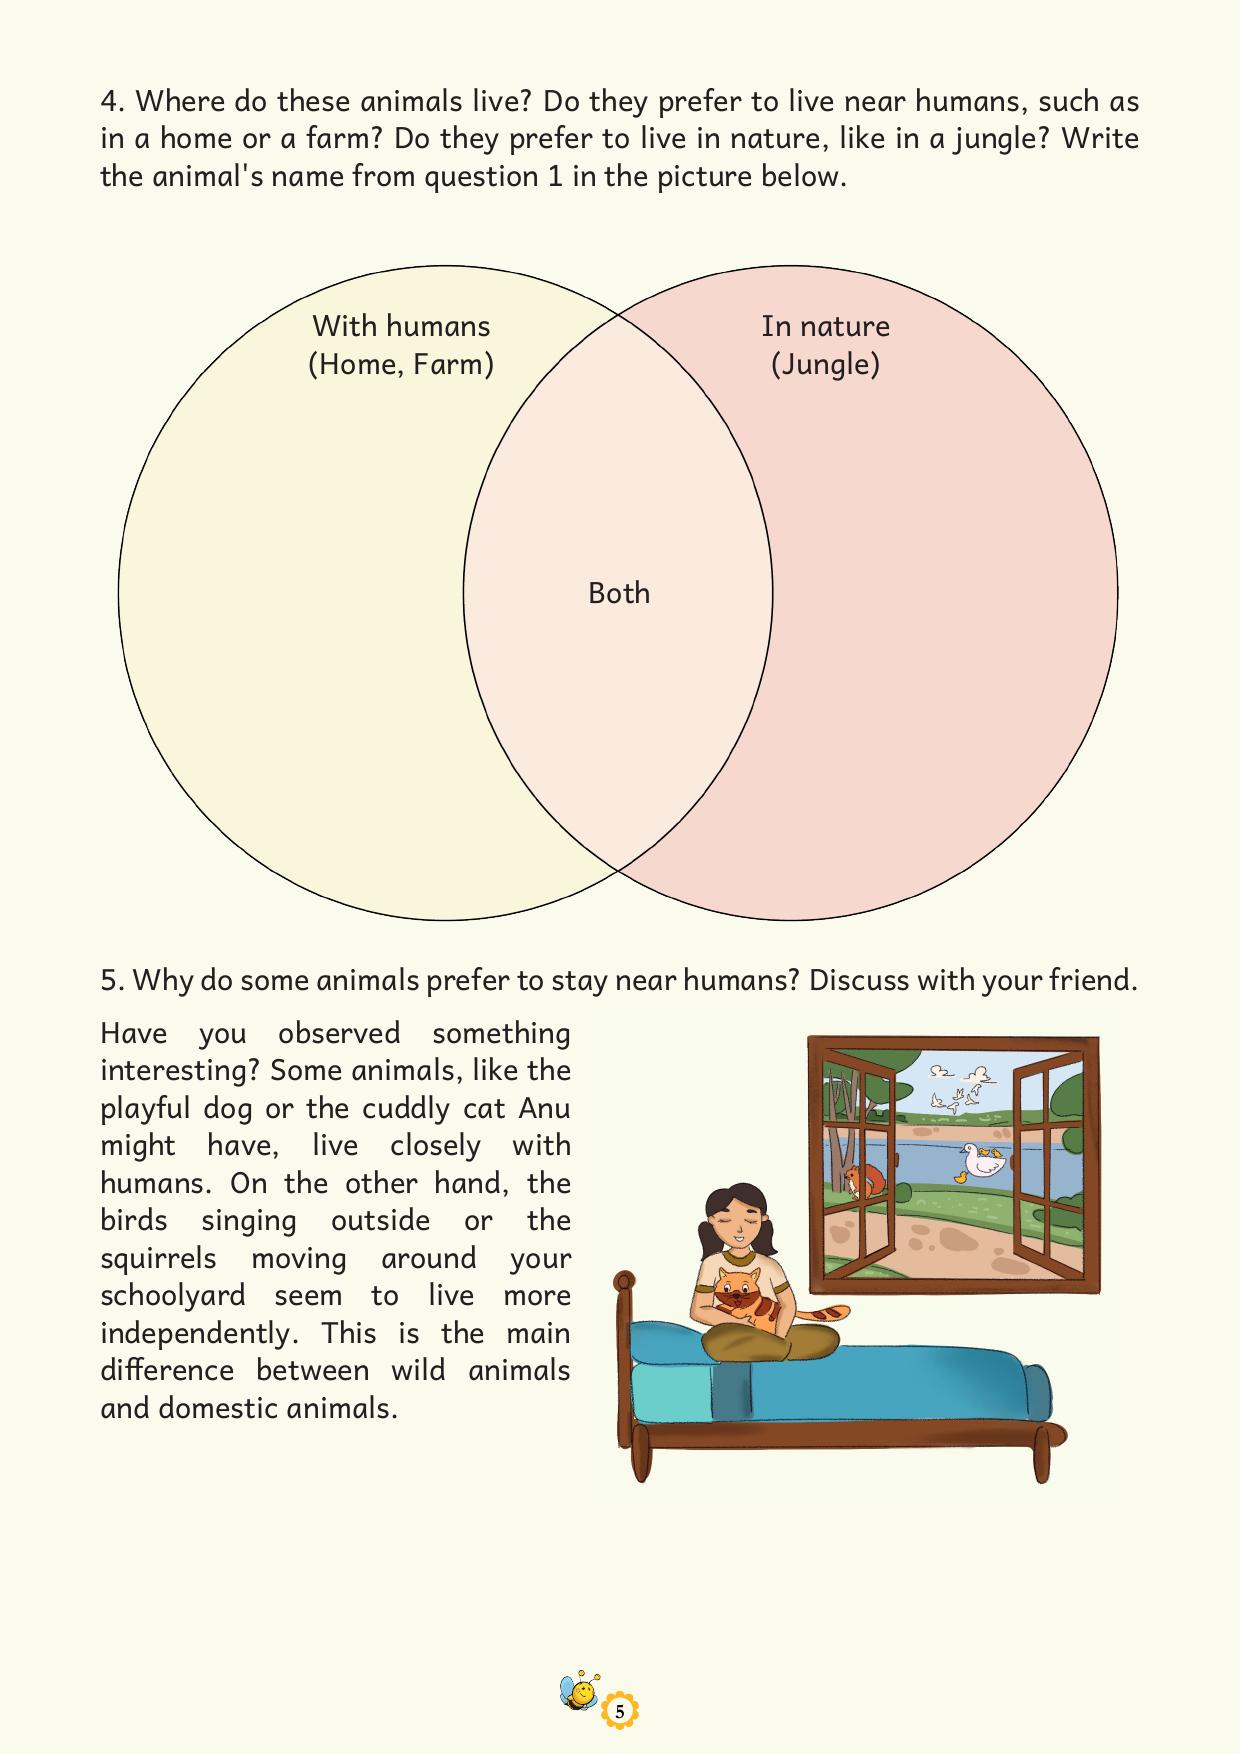 4. Where do these animals live? Do they prefer to live near humans, such as
in a home or a farm? Do they prefer to live in nature, like in a jungle? Write
the animal's name from question 1 in the picture below.
With humans
(Home, Farm)
In nature
(Jungle)
Both
5. Why do some animals prefer to stay near humans? Discuss with your friend.
Have you observed something
interesting? Some animals, like the
playful dog or the cuddly cat Anu
might have, live closely with
humans. On the other hand, the
birds singing outside or the
squirrels moving around your
schoolyard seem to live more
independently. This is the main
difference between wild animals
and domestic animals.
5